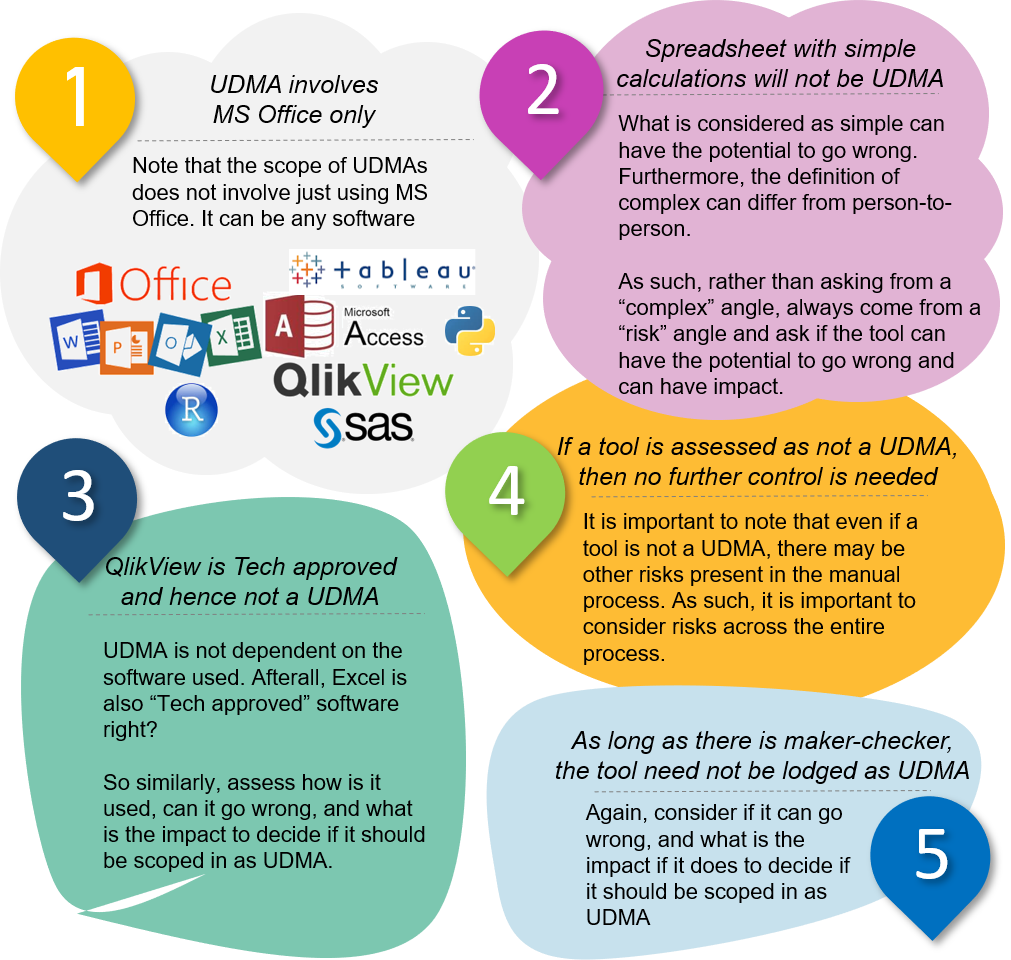 1
UDMA involves
MS Office only
Note that the scope of UDMAs
does not involve just using MS
Office. It can be any software
Office
tableau
SOFTWARE
W
P
O
X
A
Microsoft
Access
QlikView
R
sas
2
Spreadsheet with simple
calculations will not be UDMA
What is considered as simple can
have the potential to go wrong.
Furthermore, the definition of
complex can differ from person-to-
person.
As such, rather than asking from a
“complex” angle, always come from a
“risk” angle and ask if the tool can
have the potential to go wrong and
can have impact.
3
QlikView is Tech approved
and hence not a UDMA
UDMA is not dependent on the
software used. Afterall, Excel is
also “Tech approved” software
right?
So similarly, assess how is it
used, can it go wrong, and what
is the impact to decide if it should
be scoped in as UDMA.
4
If a tool is assessed as not a UDMA,
then no further control is needed
It is important to note that even if a
tool is not a UDMA, there may be
other risks present in the manual
process. As such, it is important to
consider risks across the entire
process.
As long as there is maker-checker,
the tool need not be lodged as UDMA
Again, consider if it can go
wrong, and what is the
impact if it does to decide if
it should be scoped in as
UDMA
5